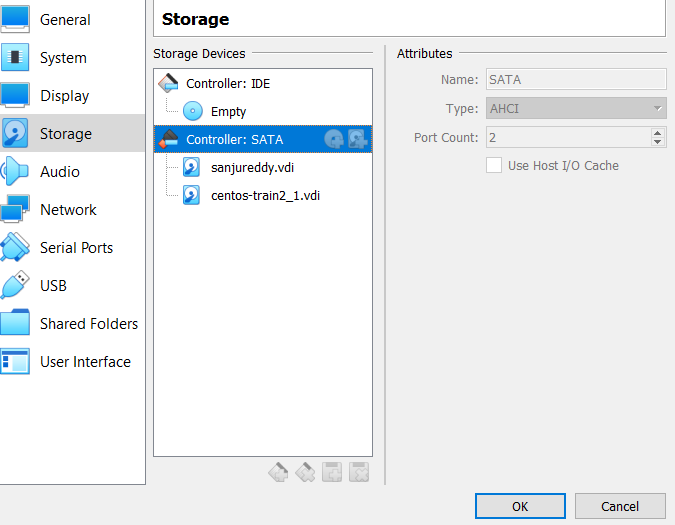 General
System
Display
Storage
Audio
Network
Serial Ports
USB
Shared Folders
User Interface
Storage
Storage Devices
Controller: IDE
Empty
Controller: SATA
sanjureddy.vdi
centos-train2_1.vdi
Attributes
Name: SATA
Type: AHCI
Port Count: 2
Use Host I/O Cache
OK
Cancel